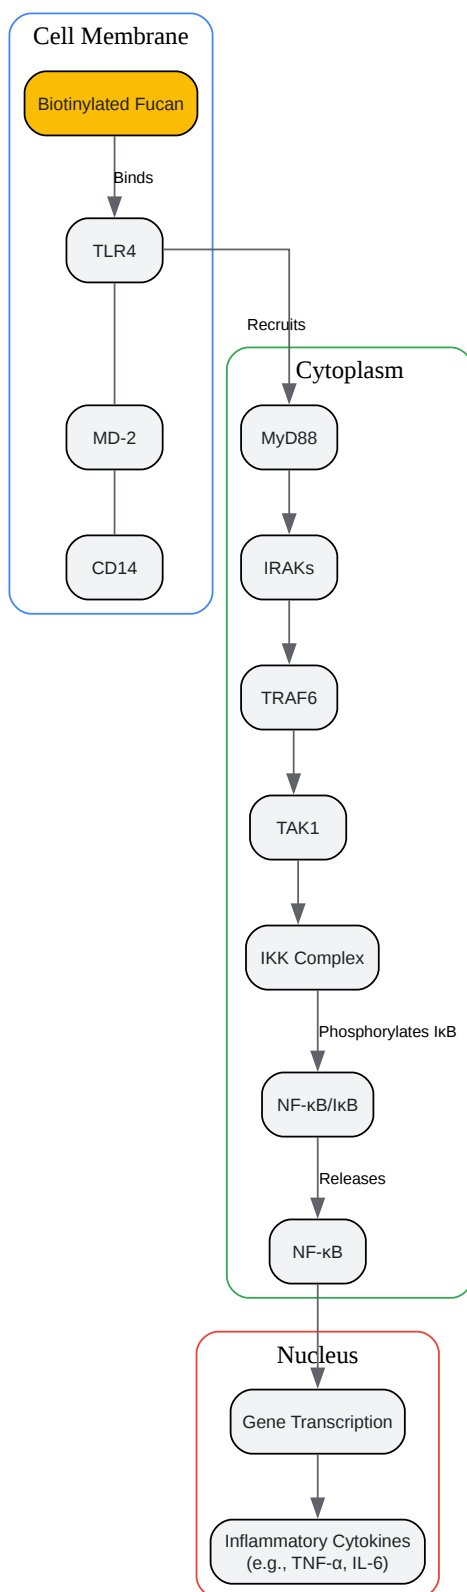 Cell Membrane
Biotinylated Fucan
Binds
TLR4
Recruits
Cytoplasm
MD-2
MyD88
CD14
IRAKs
TRAF6
TAK1
IKK Complex
Phosphorylates IκB
NF-κB/IκB
Releases
NF-κB
Nucleus
Gene Transcription
Inflammatory Cytokines
(e.g., TNF-α, IL-6)